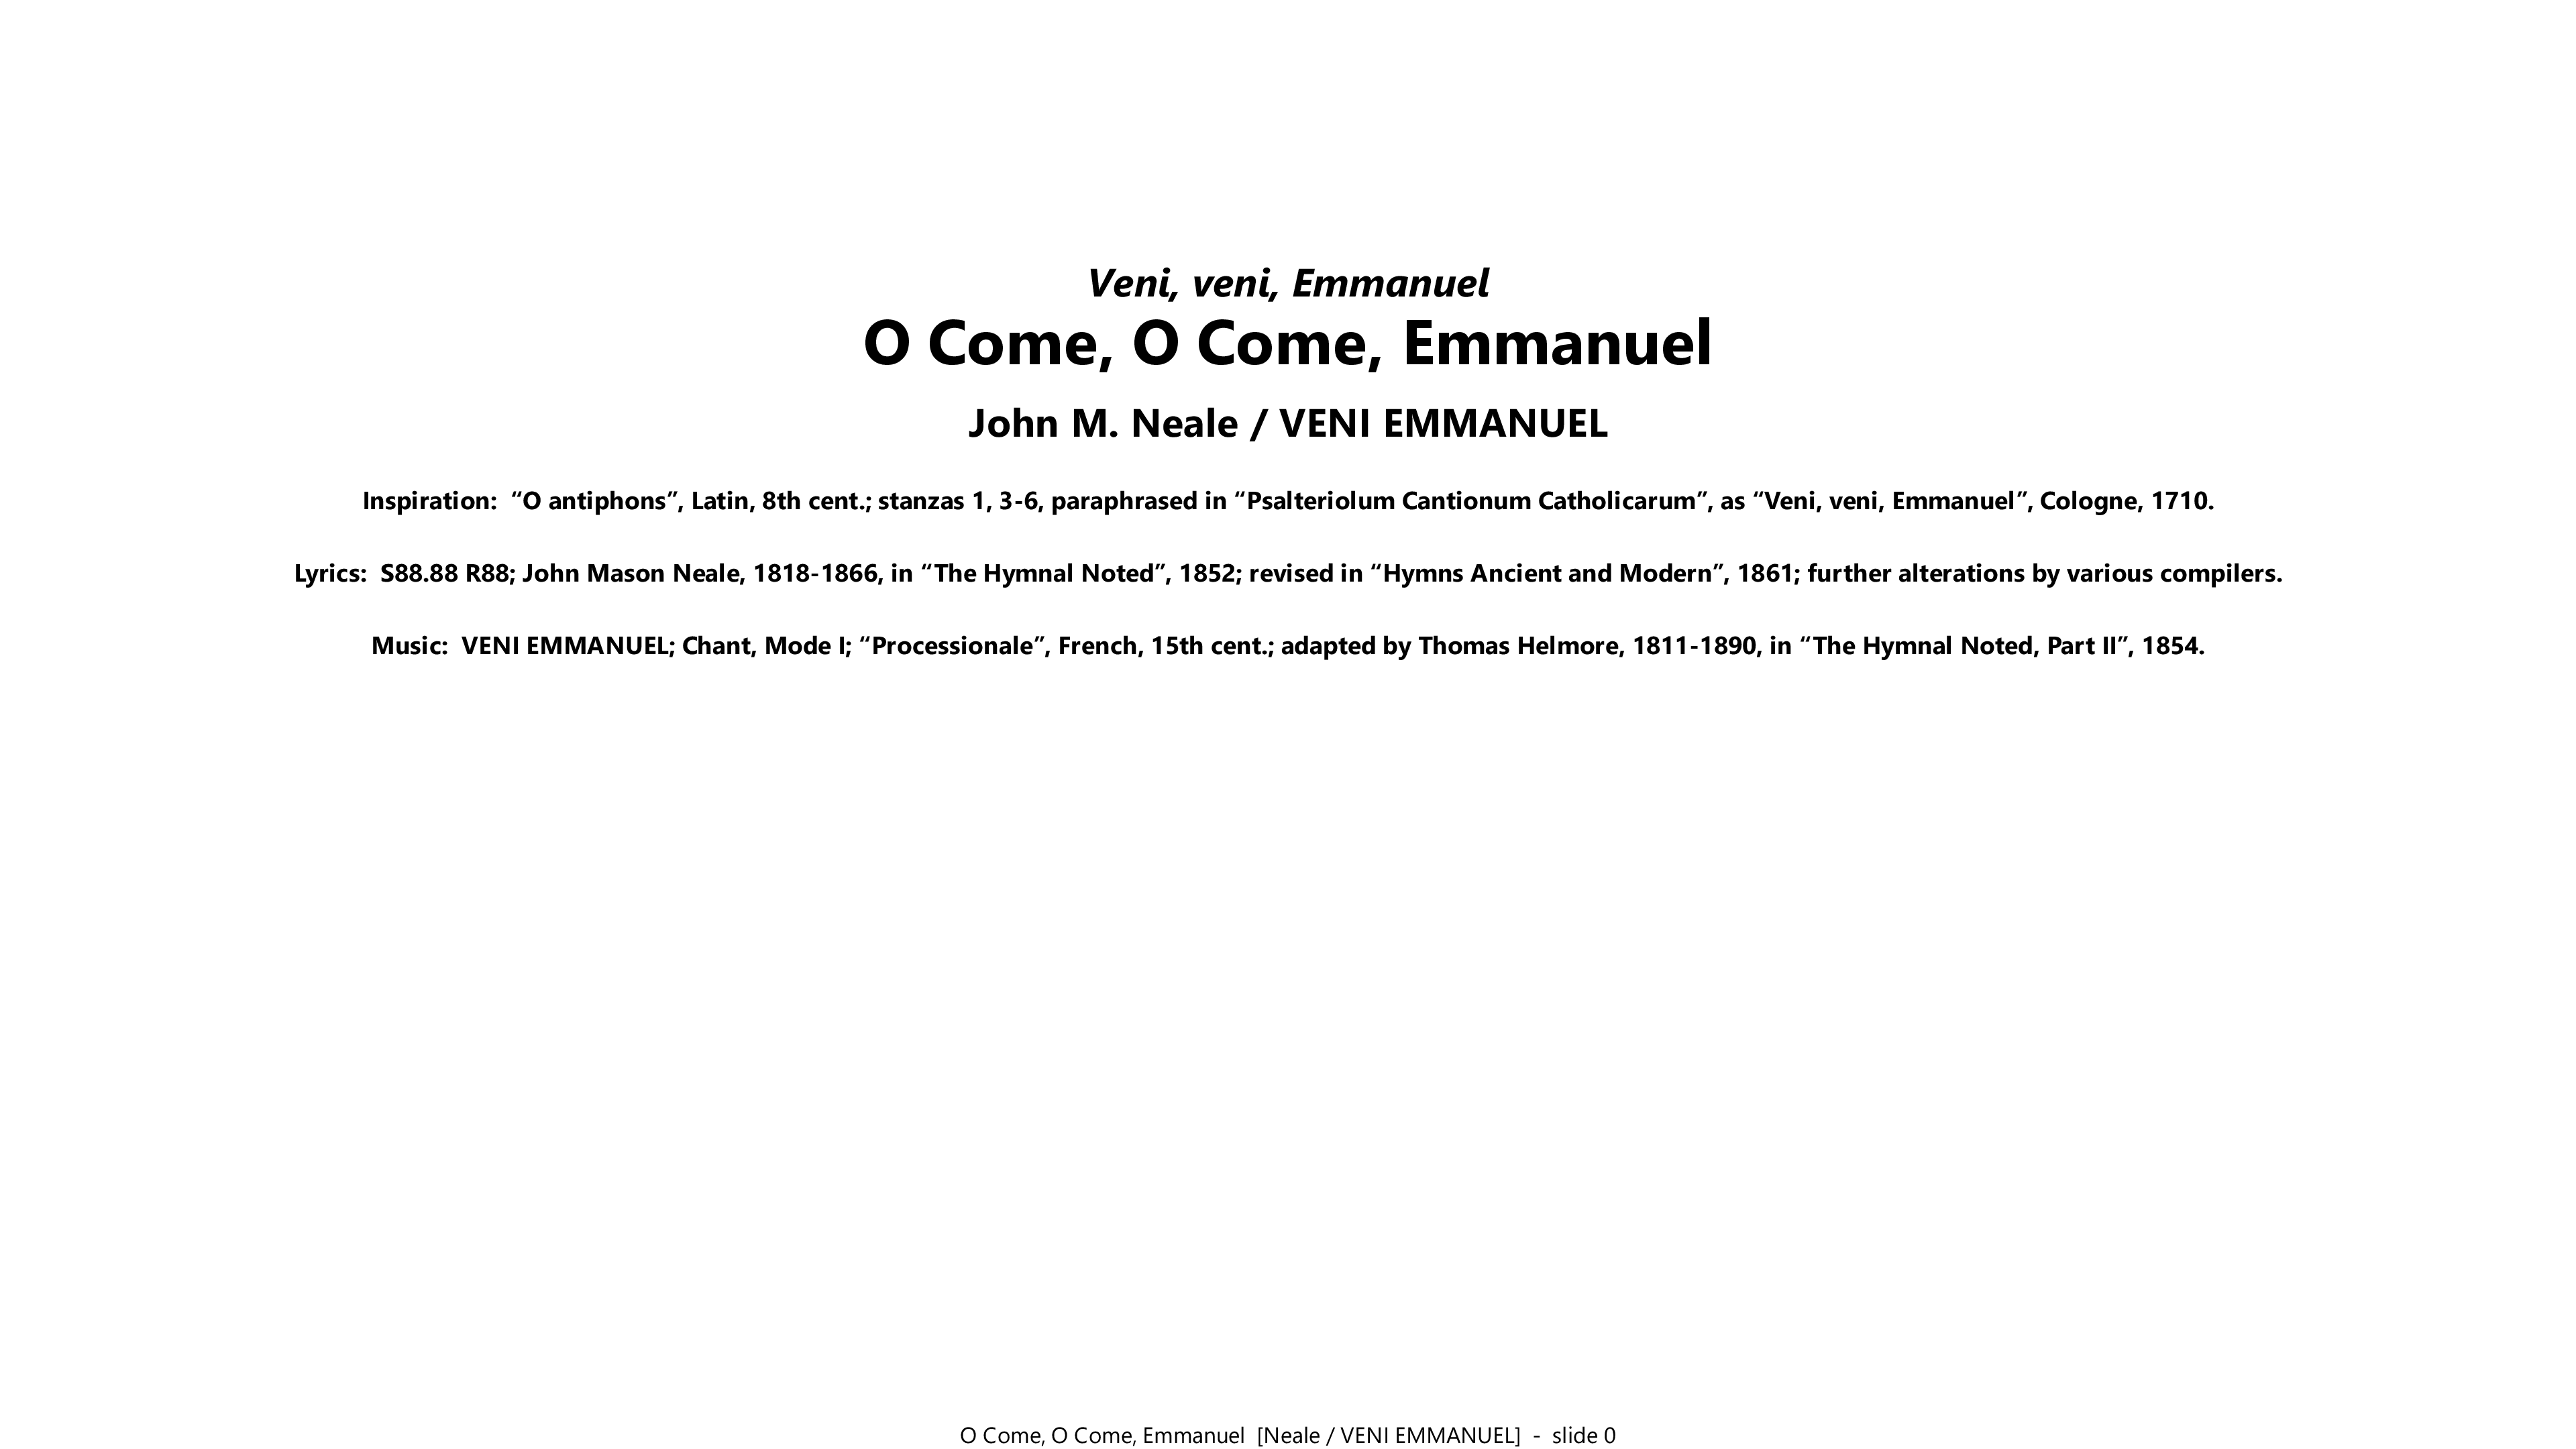 Veni, veni, Emmanuel
O Come, O Come, Emmanuel
John M. Neale / VENI EMMANUEL
Inspiration:  “O antiphons”, Latin, 8th cent.; stanzas 1, 3-6, paraphrased in “Psalteriolum Cantionum Catholicarum”, as “Veni, veni, Emmanuel”, Cologne, 1710.
Lyrics:  S88.88 R88; John Mason Neale, 1818-1866, in “The Hymnal Noted”, 1852; revised in “Hymns Ancient and Modern”, 1861; further alterations by various compilers.
Music:  VENI EMMANUEL; Chant, Mode I; “Processionale”, French, 15th cent.; adapted by Thomas Helmore, 1811-1890, in “The Hymnal Noted, Part II”, 1854.
O Come, O Come, Emmanuel  [Neale / VENI EMMANUEL]  -  slide 0